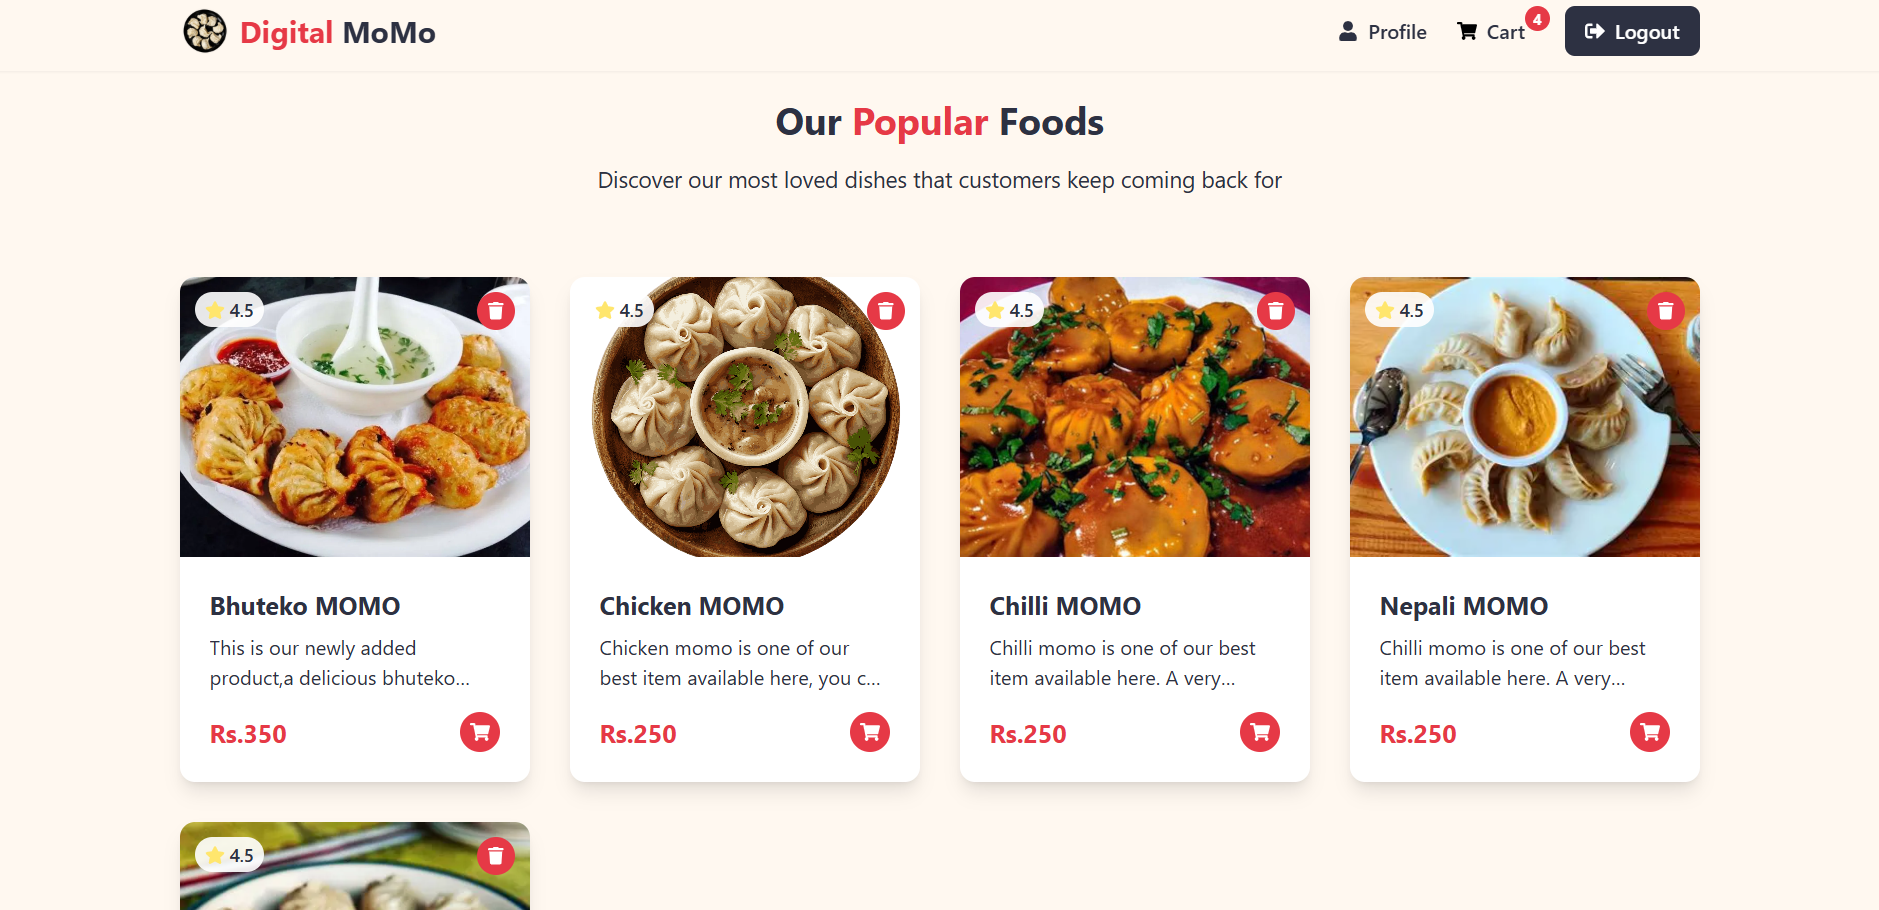 Digital MoMo
Profile
Cart
4
Logout
Our Popular Foods
Discover our most loved dishes that customers keep coming back for
4.5
Bhuteko MOMO
This is our newly added
product,a delicious bhuteko...
Rs.350
4.5
Chicken MOMO
Chicken momo is one of our
best item available here, you c...
Rs.250
4.5
Chilli MOMO
Chilli momo is one of our best
item available here. A very...
Rs.250
4.5
Nepali MOMO
Chilli momo is one of our best
item available here. A very...
Rs.250
4.5